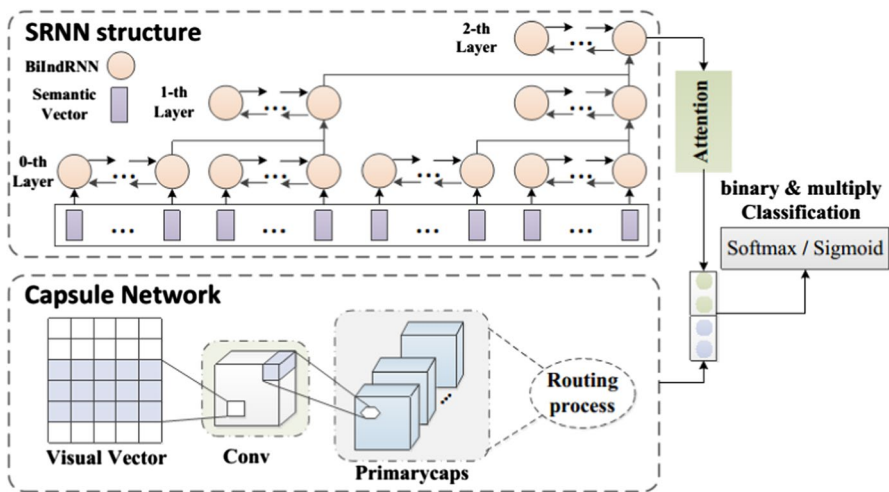 SRNN structure
BiIndRNN
Semantic
Vector
2-th
Layer
1-th
Layer
0-th
Layer
...
...
...
...
...
...
...
...
...
...
...
Attention
binary & multiply
Classification
Softmax / Sigmoid
Capsule Network
Visual Vector
Conv
...
Primarycaps
Routing
process